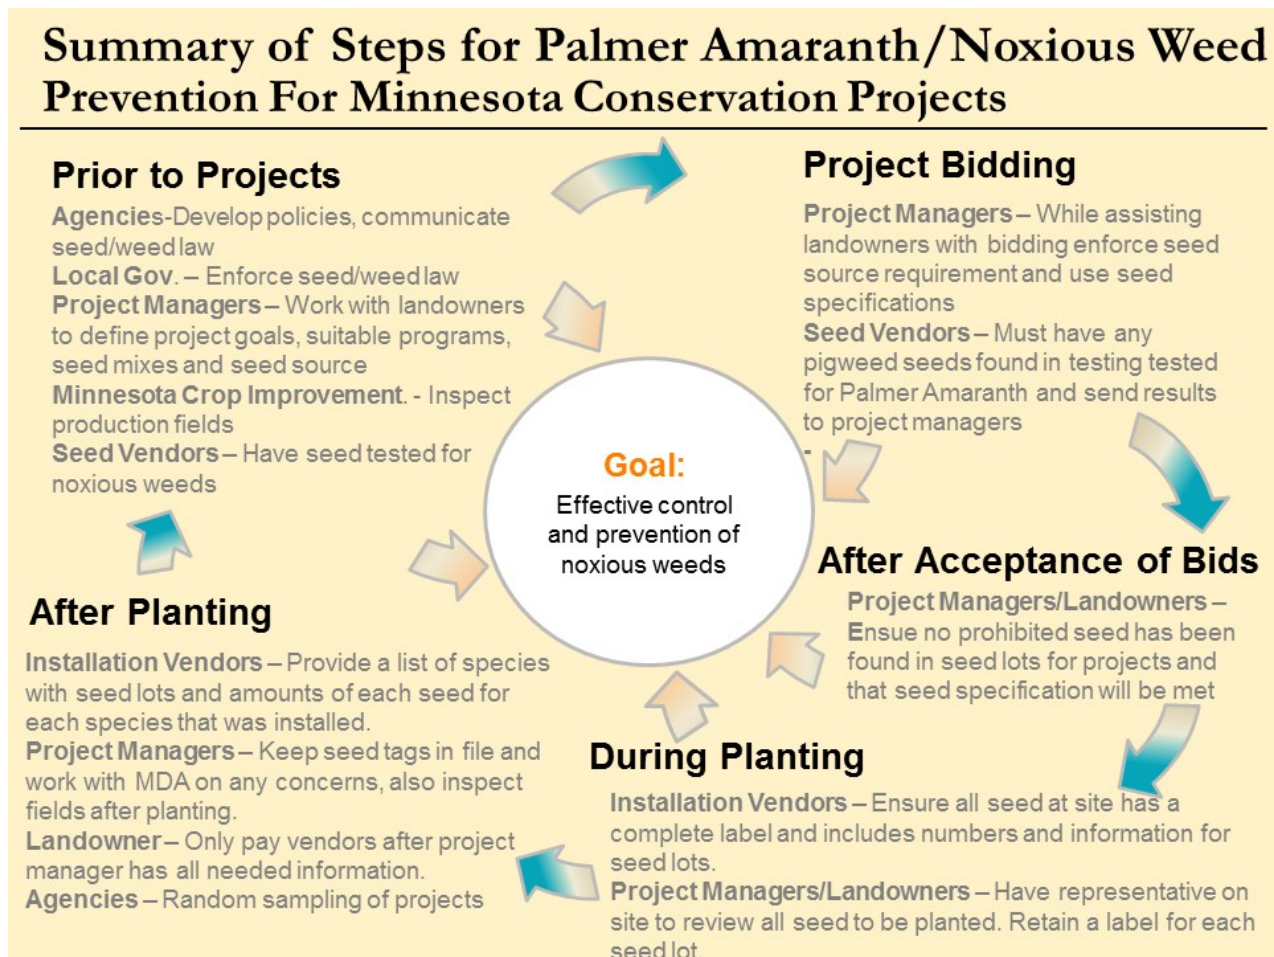 Summary of Steps for Palmer Amaranth/Noxious Weed
Prevention For Minnesota Conservation Projects
Prior to Projects
Agencies-Develop policies, communicate
seed/weed law
Local Gov. – Enforce seed/weed law
Project Managers – Work with landowners
to define project goals, suitable programs,
seed mixes and seed source
Minnesota Crop Improvement. - Inspect
production fields
Seed Vendors – Have seed tested for
noxious weeds
Project Bidding
Project Managers – While assisting
landowners with bidding enforce seed
source requirement and use seed
specifications
Seed Vendors – Must have any
pigweed seeds found in testing tested
for Palmer Amaranth and send results
to project managers
-
Goal:
Effective control
and prevention of
noxious weeds
After Acceptance of Bids
Project Managers/Landowners –
Ensue no prohibited seed has been
found in seed lots for projects and
that seed specification will be met
During Planting
Installation Vendors – Ensure all seed at site has a
complete label and includes numbers and information for
seed lots.
Project Managers/Landowners – Have representative on
site to review all seed to be planted. Retain a label for each
seed lot
After Planting
Installation Vendors – Provide a list of species
with seed lots and amounts of each seed for
each species that was installed.
Project Managers – Keep seed tags in file and
work with MDA on any concerns, also inspect
fields after planting.
Landowner – Only pay vendors after project
manager has all needed information.
Agencies – Random sampling of projects